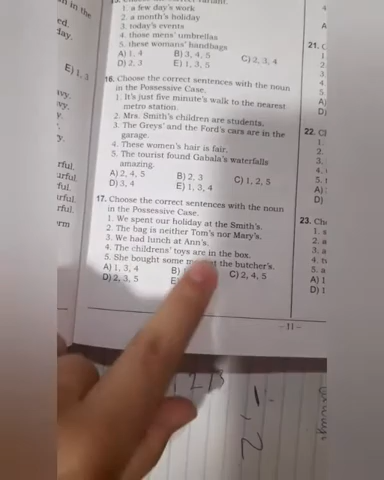 1. a few day's work
2. a month's holiday
3. today's events
4. those mens' umbrellas
5. these womans' handbags
A) 1, 4
B) 3, 4, 5
C) 2, 3, 4
D) 2, 3
E) 1, 3, 5
16. Choose the correct sentences with the noun
in the Possessive Case.
1. It's just five minute's walk to the nearest
metro station.
2. Mrs. Smith's children are students.
3. The Greys' and the Ford's cars are in the
garage.
4. These women's hair is fair.
5. The tourist found Gabala's waterfalls
amazing.
A) 2, 4, 5
B) 2, 3
C) 1, 2, 5
D) 3, 4
E) 1, 3, 4
17. Choose the correct sentences with the noun
in the Possessive Case.
1. We spent our holiday at the Smith's.
2. The bag is neither Tom's nor Mary's.
3. We had lunch at Ann's.
4. The childrens' toys are in the box.
5. She bought some at the butcher's.
A) 1, 3, 4
B)
C) 2, 4, 5
D) 2, 3, 5
E
- 11 -
E) 1, 3
21.
22.
23.